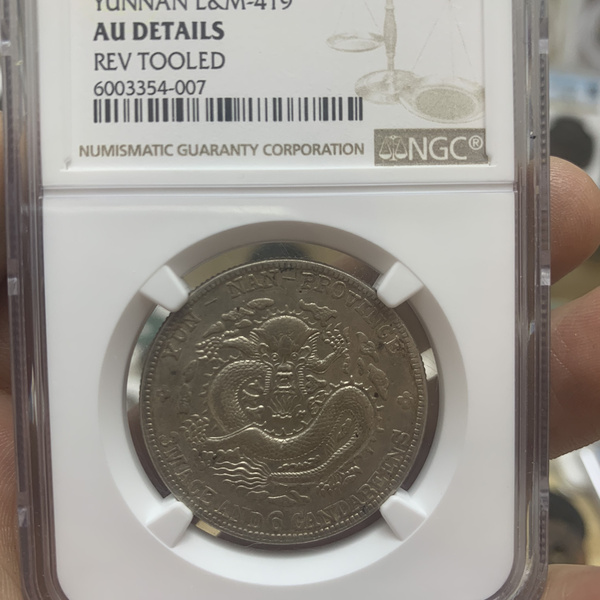 YUNNAN L&M-419
AU DETAILS
REV TOOLED
6003354-007
NUMISMATIC GUARANTY CORPORATION
NGC®
YUN-NAN-PROVINCE
3 MACE AND 6 CANDAREENS